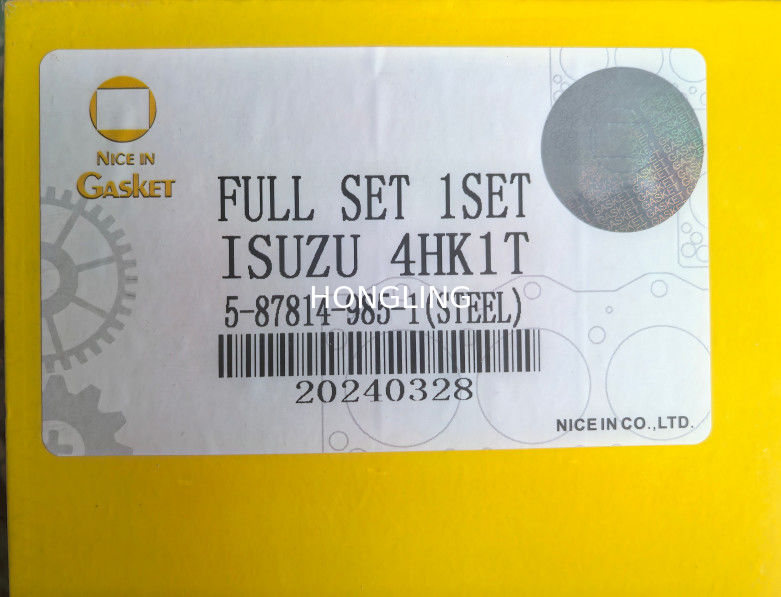 NICE IN
GASKET
FULL SET 1SET
ISUZU 4HK1T
HONGLING
5-87814-985-1(STEEL)
20240328
NICE IN CO.,LTD.